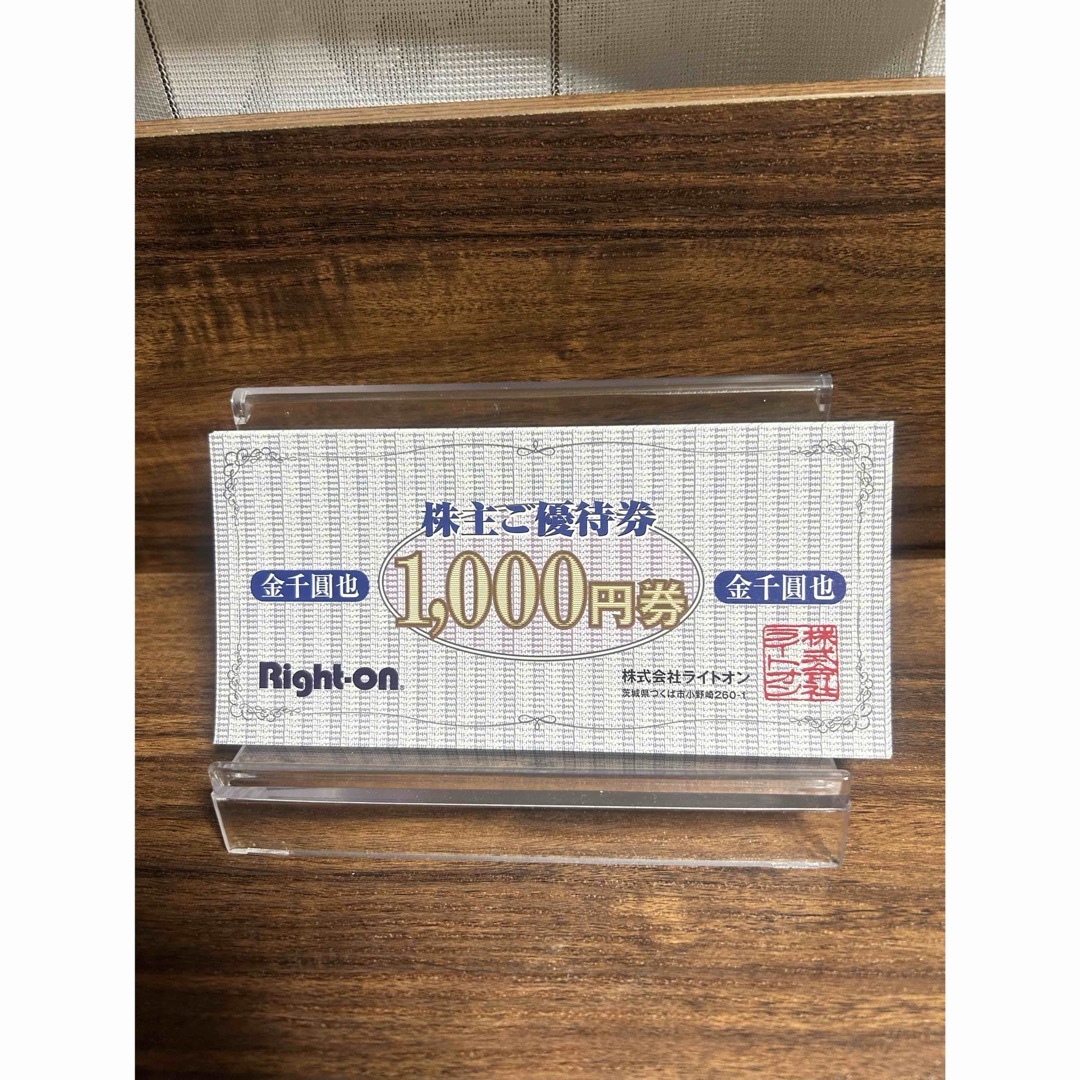 株主ご優待券
金千圓也
1,000円券
金千圓也
Right-on®
株式会社ライトオン
茨城県つくば市小野崎260-1
株式会社
ライトオン